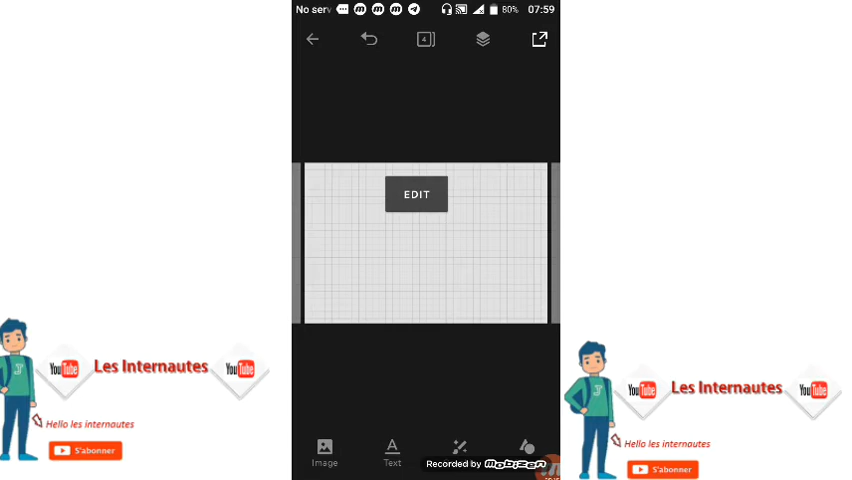 No serv
80%
07:59
4
EDIT
YouTube
Les Internautes
YouTube
Hello les internautes
S'abonner
J
YouTube
Les Internautes
YouTube
Hello les internautes
S'abonner
J
Image
Text
Recorded by MOBIZEN